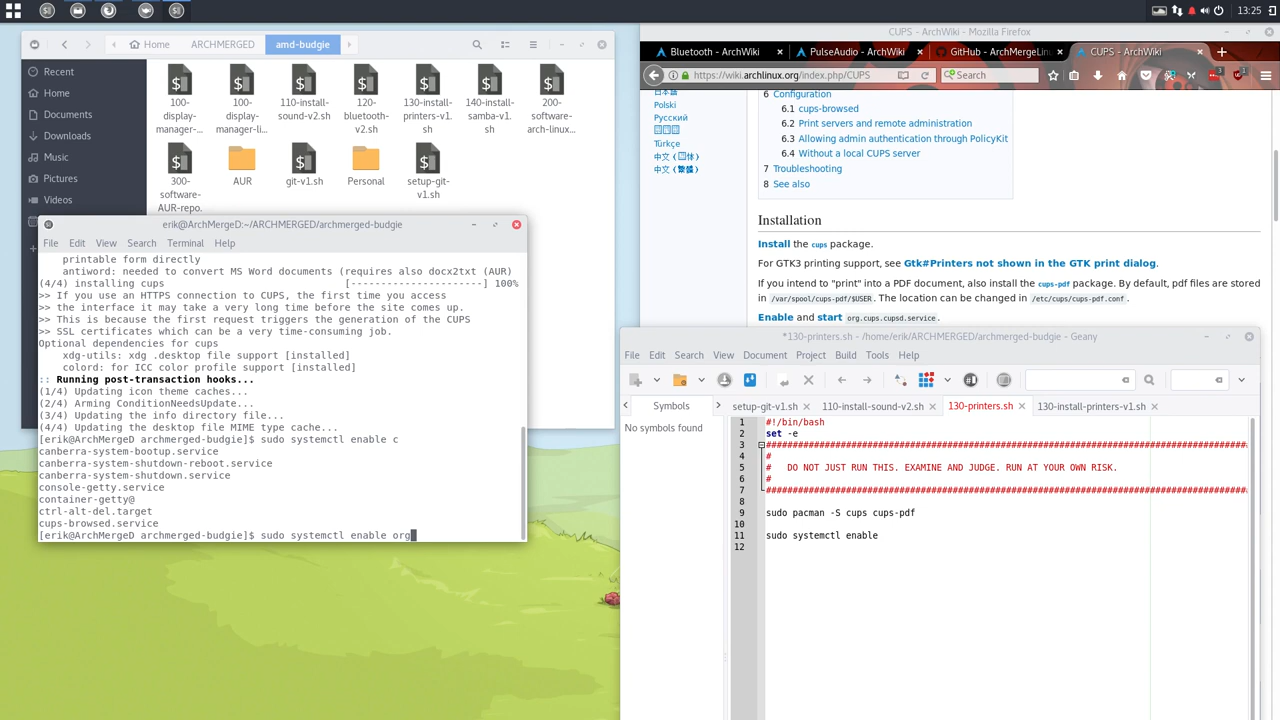 13:25
Home
ARCHMERGED
amd-budgie
Recent
Home
Documents
Downloads
Music
Pictures
Videos
100-
display-
manager-...
100-
display-
manager-li...
110-install-
sound-v2.sh
120-
bluetooth-
v2.sh
130-install-
printers-v1.
sh
140-install-
samba-v1.
sh
200-
software-
arch-linux...
300-
software-
AUR-repo.
AUR
git-v1.sh
Personal
setup-git-
v1.sh
erik@ArchMergeD:~/ARCHMERGED/archmerged-budgie
File Edit View Search Terminal Help
printable form directly
antiword: needed to convert MS Word documents (requires also docx2txt (AUR)
(4/4) installing cups [----------------------] 100%
>> If you use an HTTPS connection to CUPS, the first time you access
>> the interface it may take a very long time before the site comes up.
>> This is because the first request triggers the generation of the CUPS
>> SSL certificates which can be a very time-consuming job.
Optional dependencies for cups
xdg-utils: xdg .desktop file support [installed]
colord: for ICC color profile support [installed]
:: Running post-transaction hooks...
(1/4) Updating icon theme caches...
(2/4) Arming ConditionNeedsUpdate...
(3/4) Updating the info directory file...
(4/4) Updating the desktop file MIME type cache...
[erik@ArchMergeD archmerged-budgie]$ sudo systemctl enable c
canberra-system-bootup.service
canberra-system-shutdown-reboot.service
canberra-system-shutdown.service
console-getty.service
container-getty@
ctrl-alt-del.target
cups-browsed.service
[erik@ArchMergeD archmerged-budgie]$ sudo systemctl enable org
CUPS - ArchWiki - Mozilla Firefox
Bluetooth - ArchWiki
PulseAudio - ArchWiki
GitHub - ArchMergeLin
CUPS - ArchWiki
https://wiki.archlinux.org/index.php/CUPS
Search
日本語
Polski
Русский
Türkçe
6 Configuration
6.1 cups-browsed
6.2 Print servers and remote administration
6.3 Allowing admin authentication through PolicyKit
6.4 Without a local CUPS server
7 Troubleshooting
8 See also
Installation
Install the cups package.
For GTK3 printing support, see Gtk#Printers not shown in the GTK print dialog.
If you intend to "print" into a PDF document, also install the cups-pdf package. By default, pdf files are stored
in /var/spool/cups-pdf/$USER. The location can be changed in /etc/cups/cups-pdf.conf.
Enable and start org.cups.cupsd.service.
*130-printers.sh - /home/erik/ARCHMERGED/archmerged-budgie - Geany
File Edit Search View Document Project Build Tools Help
Symbols
No symbols found
setup-git-v1.sh
110-install-sound-v2.sh
130-printers.sh
130-install-printers-v1.sh
1 #!/bin/bash
2 set -e
3 ##########################################################################################
4 #
5 # DO NOT JUST RUN THIS. EXAMINE AND JUDGE. RUN AT YOUR OWN RISK.
6 #
7 ##########################################################################################
8
9 sudo pacman -S cups cups-pdf
10
11 sudo systemctl enable
12